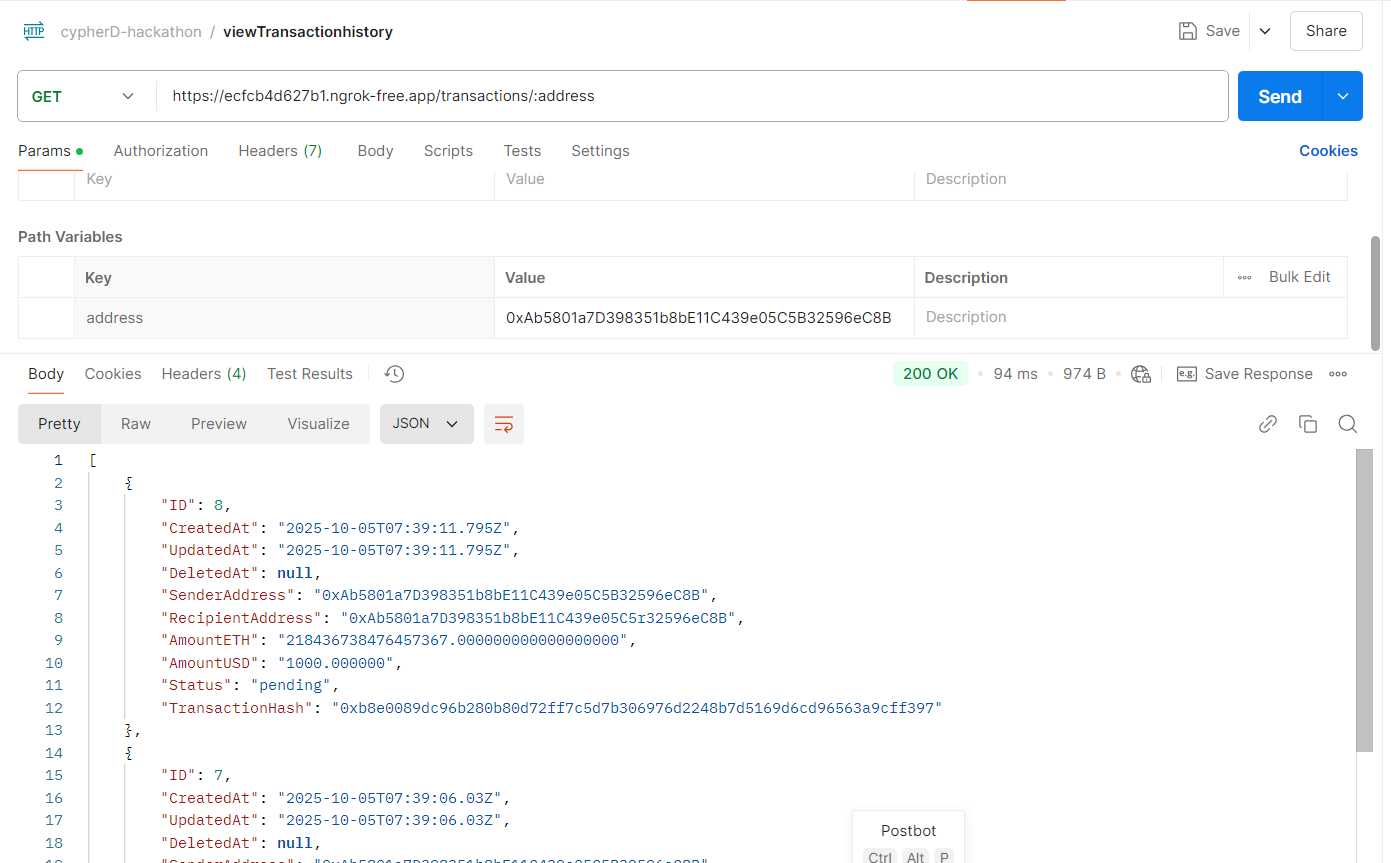 HTTP cypherD-hackathon / viewTransactionhistory Save Share
GET https://ecfcb4d627b1.ngrok-free.app/transactions/:address Send
Params Authorization Headers (7) Body Scripts Tests Settings Cookies
Key Value Description
Path Variables
Key Value Description Bulk Edit
address 0xAb5801a7D398351b8bE11C439e05C5B32596eC8B Description
Body Cookies Headers (4) Test Results 200 OK 94 ms 974 B e.g. Save Response
Pretty Raw Preview Visualize JSON
1 [
2 {
3 "ID": 8,
4 "CreatedAt": "2025-10-05T07:39:11.795Z",
5 "UpdatedAt": "2025-10-05T07:39:11.795Z",
6 "DeletedAt": null,
7 "SenderAddress": "0xAb5801a7D398351b8bE11C439e05C5B32596eC8B",
8 "RecipientAddress": "0xAb5801a7D398351b8bE11C439e05C5r32596eC8B",
9 "AmountETH": "218436738476457367.000000000000000000",
10 "AmountUSD": "1000.000000",
11 "Status": "pending",
12 "TransactionHash": "0xb8e0089dc96b280b80d72ff7c5d7b306976d2248b7d5169d6cd96563a9cff397"
13 },
14 {
15 "ID": 7,
16 "CreatedAt": "2025-10-05T07:39:06.03Z",
17 "UpdatedAt": "2025-10-05T07:39:06.03Z",
18 "DeletedAt": null,
Postbot
Ctrl Alt P